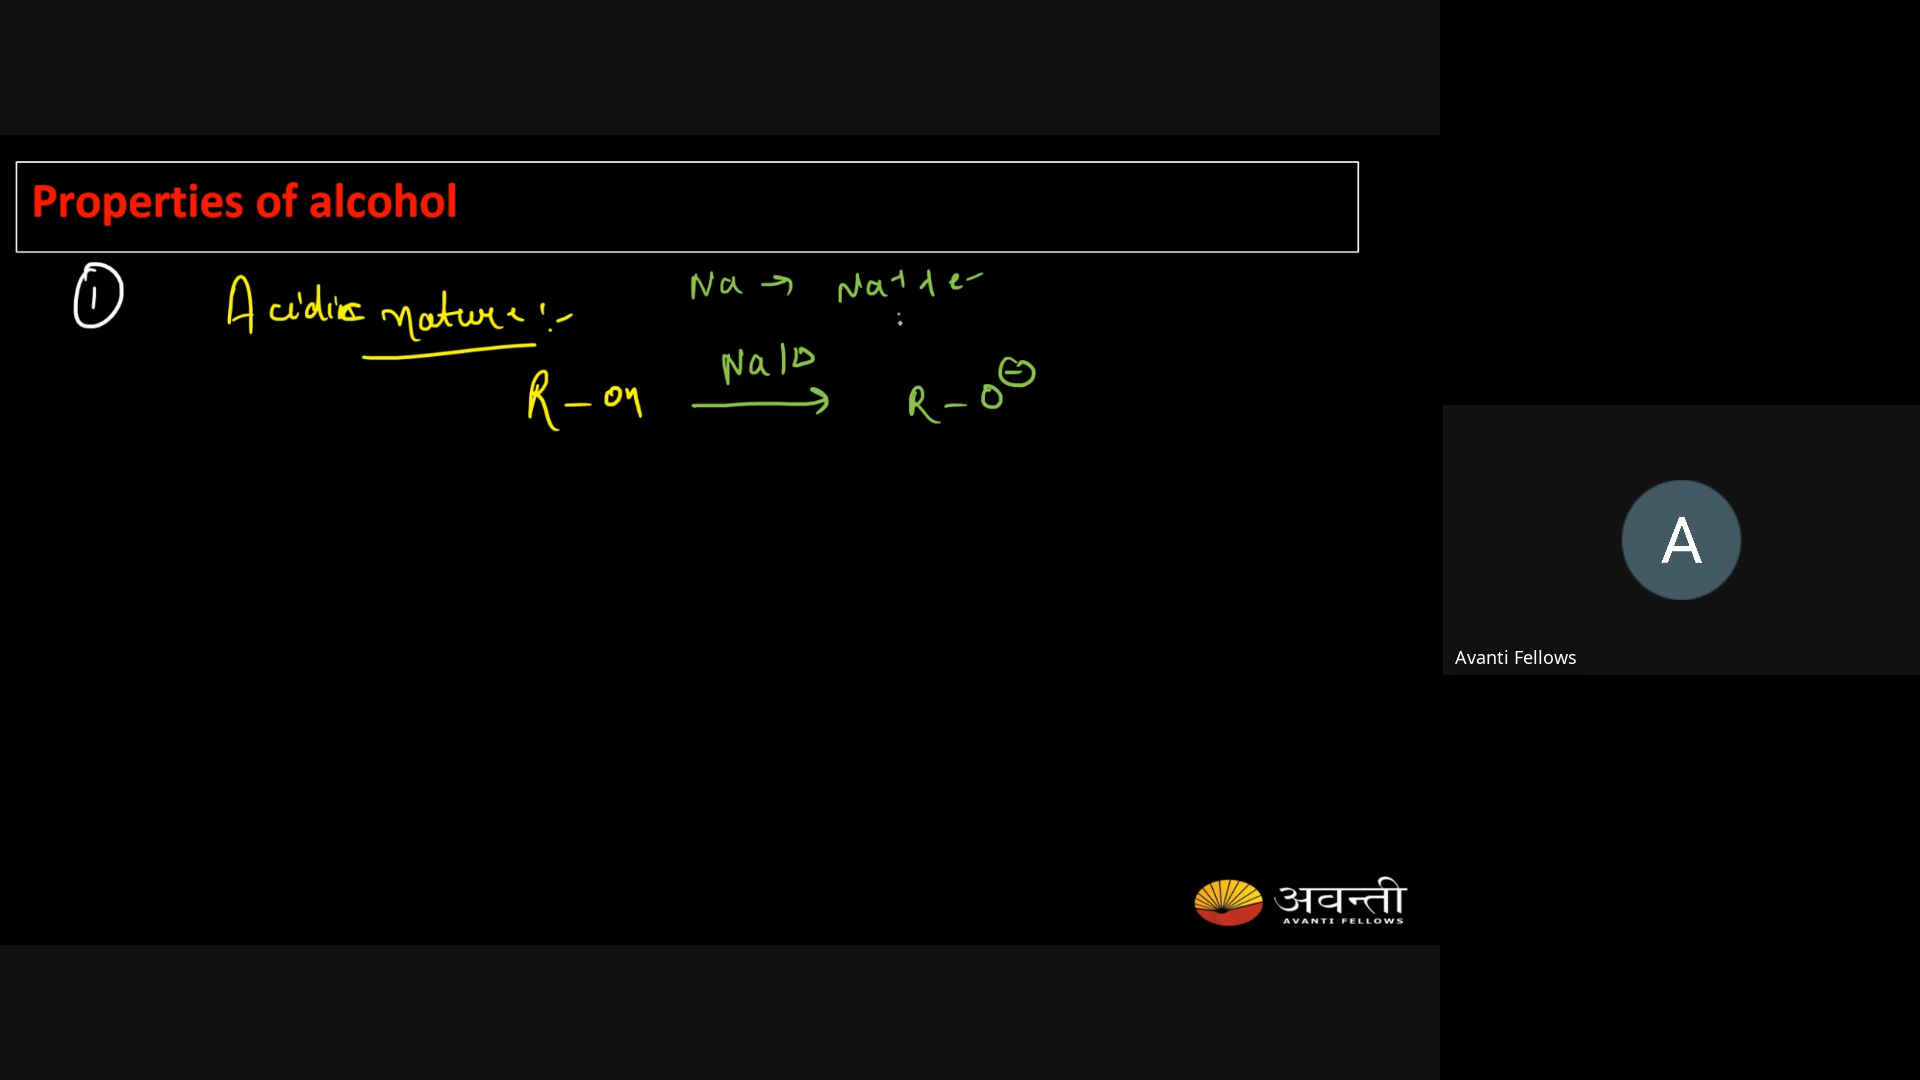 Properties of alcohol
① Acidic nature :-
Na → Na⁺ + e⁻
Na/Δ
R – OH ⟶ R – O⊖
A
Avanti Fellows
अवन्ती
AVANTI FELLOWS